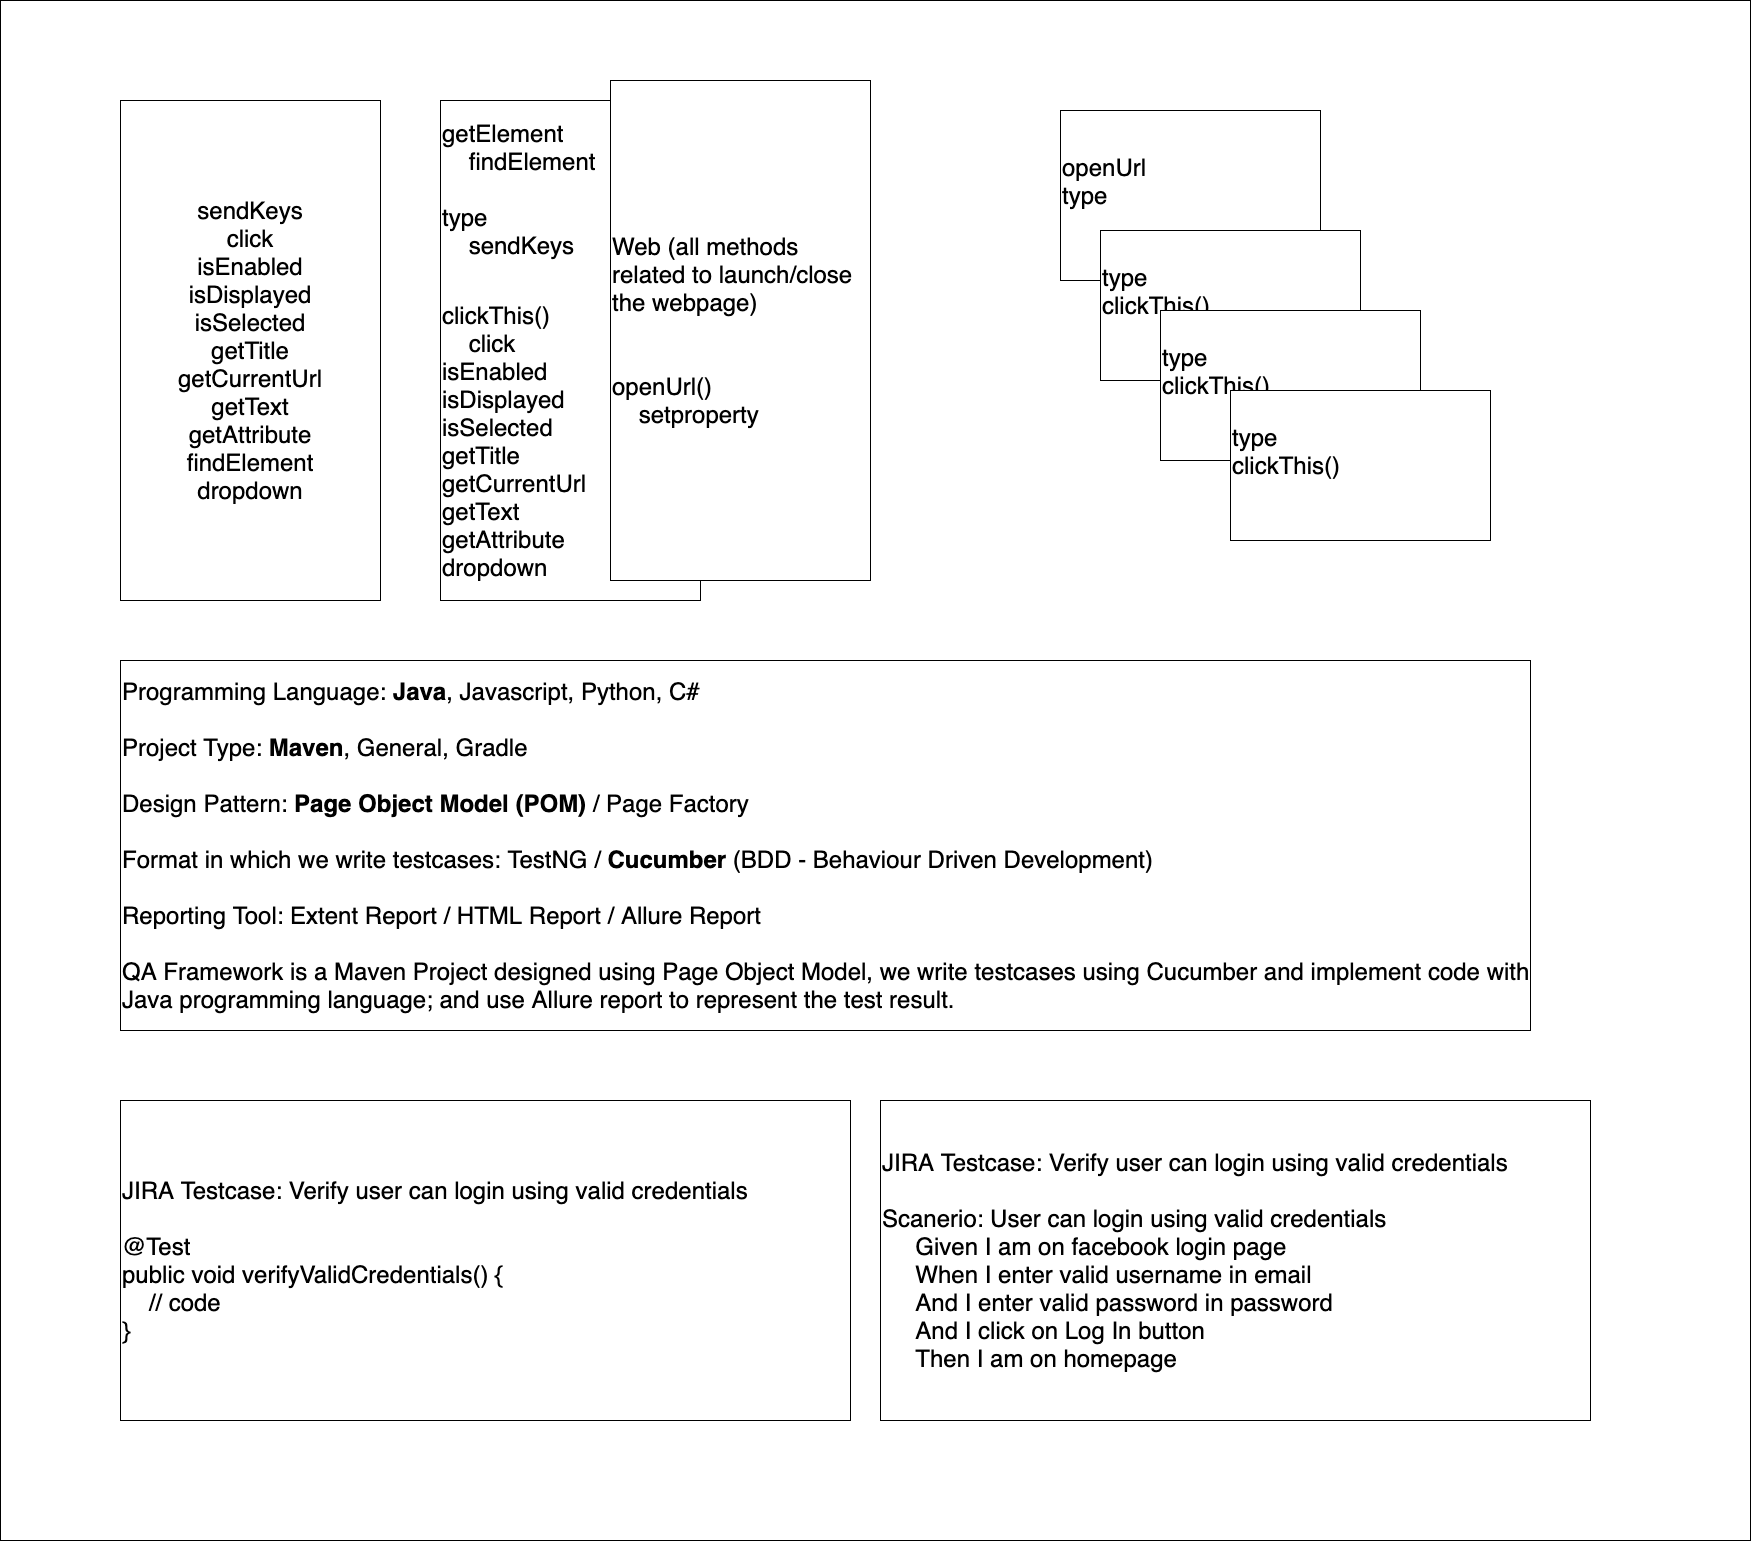 sendKeys
click
isEnabled
isDisplayed
isSelected
getTitle
getCurrentUrl
getText
getAttribute
findElement
dropdown
getElement
findElement
type
sendKeys
clickThis()
click
isEnabled
isDisplayed
isSelected
getTitle
getCurrentUrl
getText
getAttribute
dropdown
Web (all methods
related to launch/close
the webpage)
openUrl()
setproperty
openUrl
type
type
clickThis()
type
clickThis()
type
clickThis()
Programming Language: Java, Javascript, Python, C#
Project Type: Maven, General, Gradle
Design Pattern: Page Object Model (POM) / Page Factory
Format in which we write testcases: TestNG / Cucumber (BDD - Behaviour Driven Development)
Reporting Tool: Extent Report / HTML Report / Allure Report
QA Framework is a Maven Project designed using Page Object Model, we write testcases using Cucumber and implement code with
Java programming language; and use Allure report to represent the test result.
JIRA Testcase: Verify user can login using valid credentials
@Test
public void verifyValidCredentials() {
// code
}
JIRA Testcase: Verify user can login using valid credentials
Scanerio: User can login using valid credentials
Given I am on facebook login page
When I enter valid username in email
And I enter valid password in password
And I click on Log In button
Then I am on homepage